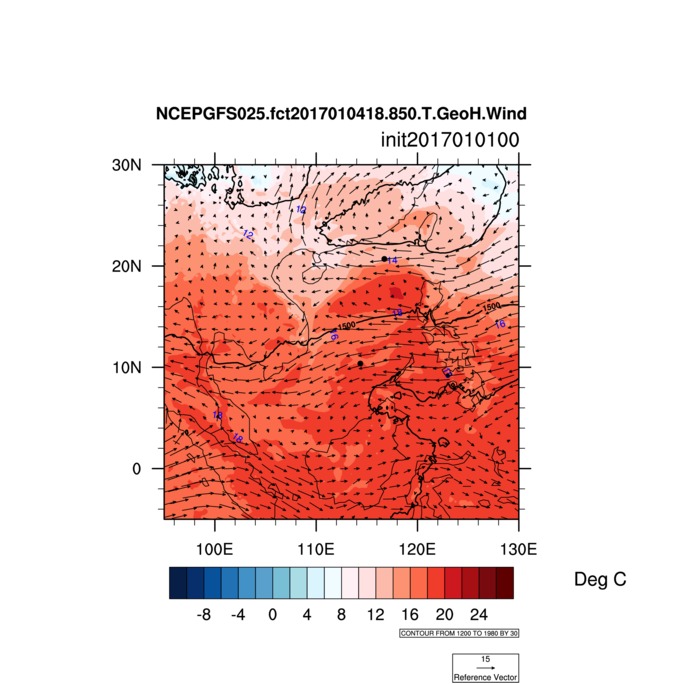 NCEPGFS025.fct2017010418.850.T.GeoH.Wind
init2017010100
30N
10
12
20N
14
1500
18
1500
16
16
10N
18
18
0
100E
110E
120E
130E
-8 -4 0 4 8 12 16 20 24
Deg C
CONTOUR FROM 1200 TO 1980 BY 30
15
Reference Vector